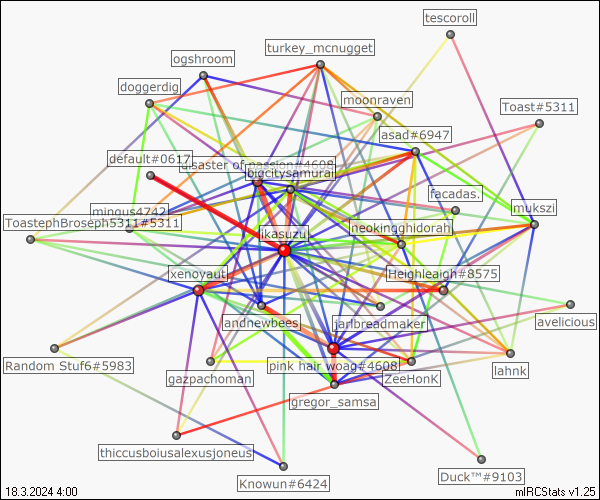 tescoroll
turkey_mcnugget
ogshroom
doggerdig
moonraven
Toast#5311
asad#6947
default#0617
disaster of passion#4608
bigcitysamurai
facadas.
mukszi
mingus4742
ToastephBroseph5311#5311
ikasuzu
neokingghidorah
xenoyaut
Heighleigh#8575
landnewbees
jarlbreadmaker
avelicious
Random Stuf6#5983
gazpachoman
pink hair woag#4608
ZeeHonk
lahnk
gregor_samsa
thiccusboiusalexusjoneus
Knowun#6424
Duck™#9103
18.3.2024 4:00
mIRCStats v1.25